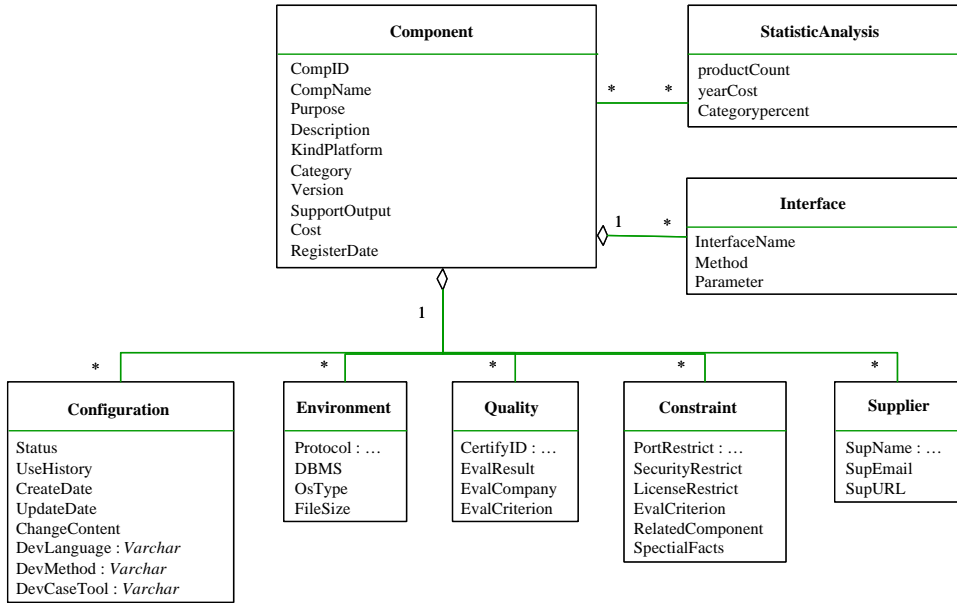 Component
CompID
CompName
Purpose
Description
KindPlatform
Category
Version
SupportOutput
Cost
RegisterDate
StatisticAnalysis
productCount
yearCost
Categorypercent
* *
Interface
InterfaceName
Method
Parameter
1 *
1
* * * * *
Configuration
Status
UseHistory
CreateDate
UpdateDate
ChangeContent
DevLanguage : Varchar
DevMethod : Varchar
DevCaseTool : Varchar
Environment
Protocol : …
DBMS
OsType
FileSize
Quality
CertifyID : …
EvalResult
EvalCompany
EvalCriterion
Constraint
PortRestrict : …
SecurityRestrict
LicenseRestrict
EvalCriterion
RelatedComponent
SpectialFacts
Supplier
SupName : …
SupEmail
SupURL